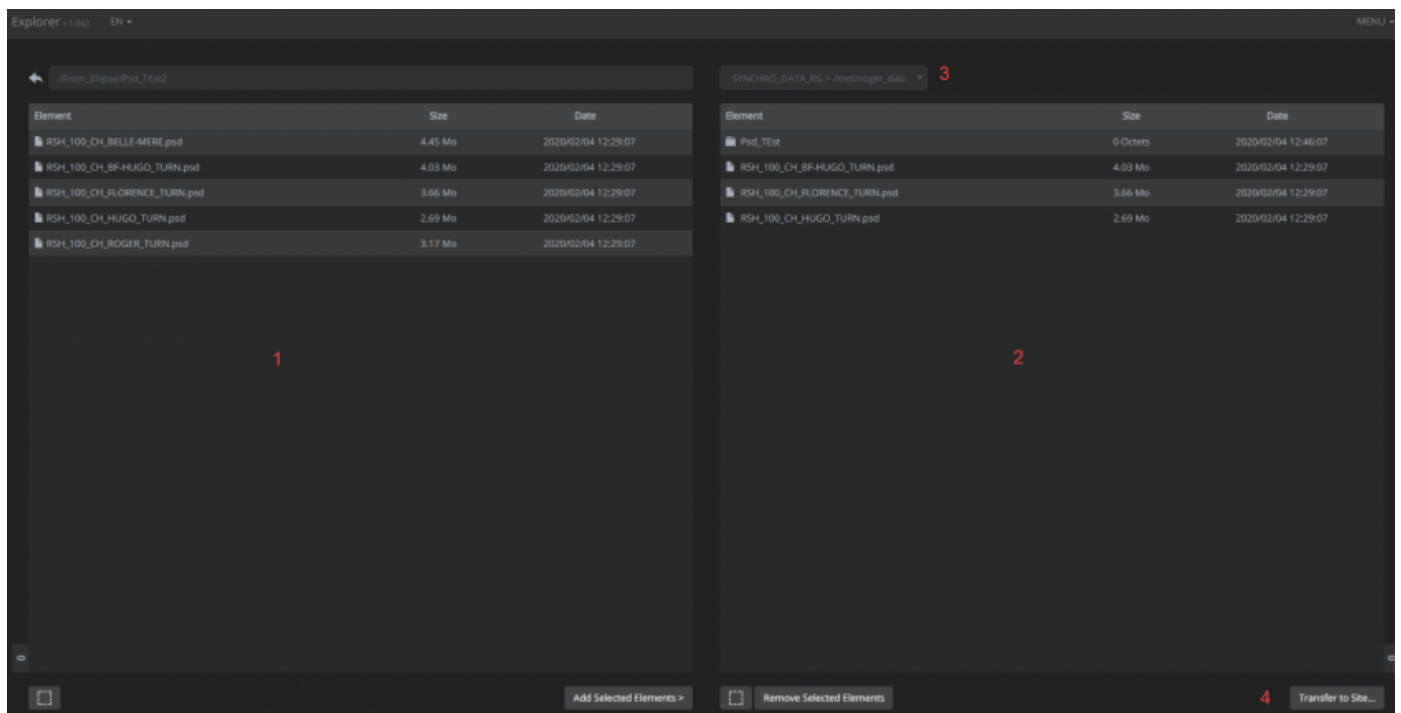 Explorer v1.0a2 EN MENU
/From_Ellipse/Psd_TEst2
SYNCHRO_DATA_RG > /mnt/roger_data 3
Element Size Date
RSH_100_CH_BELLE-MERE.psd 4.45 Mo 2020/02/04 12:29:07
RSH_100_CH_BF-HUGO_TURN.psd 4.03 Mo 2020/02/04 12:29:07
RSH_100_CH_FLORENCE_TURN.psd 3.66 Mo 2020/02/04 12:29:07
RSH_100_CH_HUGO_TURN.psd 2.69 Mo 2020/02/04 12:29:07
RSH_100_CH_ROGER_TURN.psd 3.17 Mo 2020/02/04 12:29:07
1
Add Selected Elements >
Element Size Date
Psd_TEst 0 Octets 2020/02/04 12:46:07
RSH_100_CH_BF-HUGO_TURN.psd 4.03 Mo 2020/02/04 12:29:07
RSH_100_CH_FLORENCE_TURN.psd 3.66 Mo 2020/02/04 12:29:07
RSH_100_CH_HUGO_TURN.psd 2.69 Mo 2020/02/04 12:29:07
2
Remove Selected Elements
4 Transfer to Site...